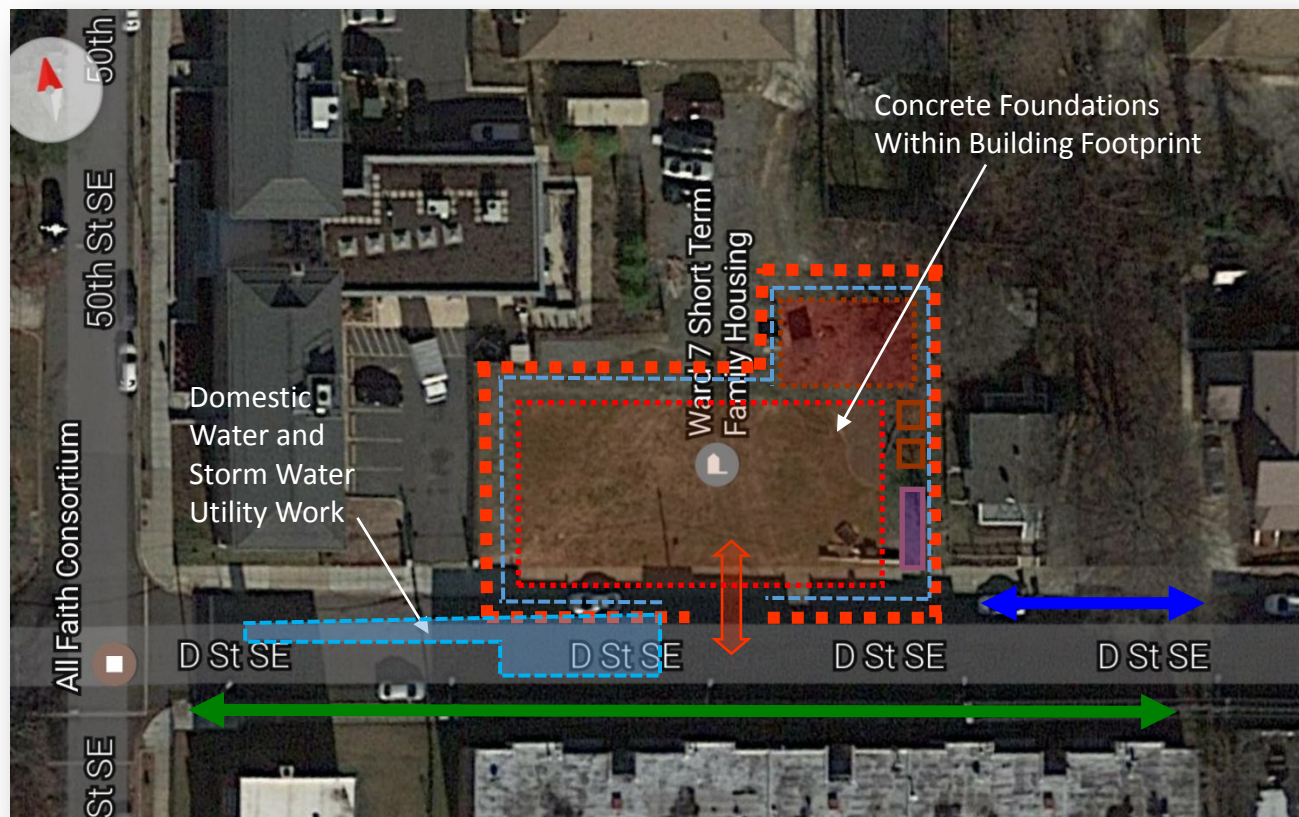 50th
50th St SE
All Faith Consortium
St SE
Concrete Foundations
Within Building Footprint
Ward 7 Short Term
Family Housing
Domestic
Water and
Storm Water
Utility Work
D St SE
D St SE
D St SE
D St SE